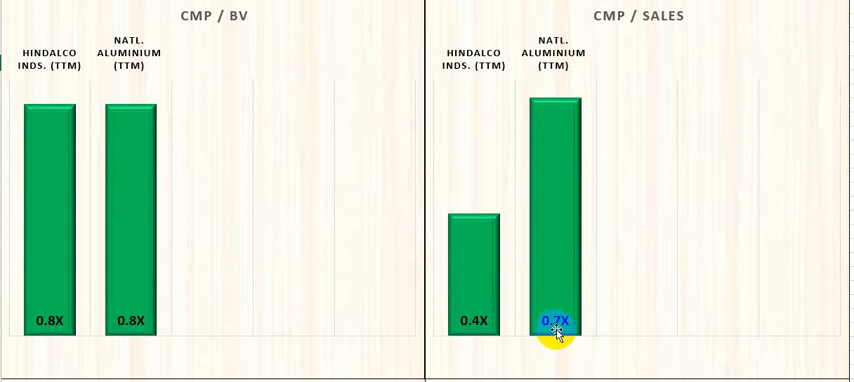 CMP / BV
HINDALCO
INDS. (TTM)
NATL.
ALUMINIUM
(TTM)
0.8X
0.8X
CMP / SALES
HINDALCO
INDS. (TTM)
NATL.
ALUMINIUM
(TTM)
0.4X
0.7X